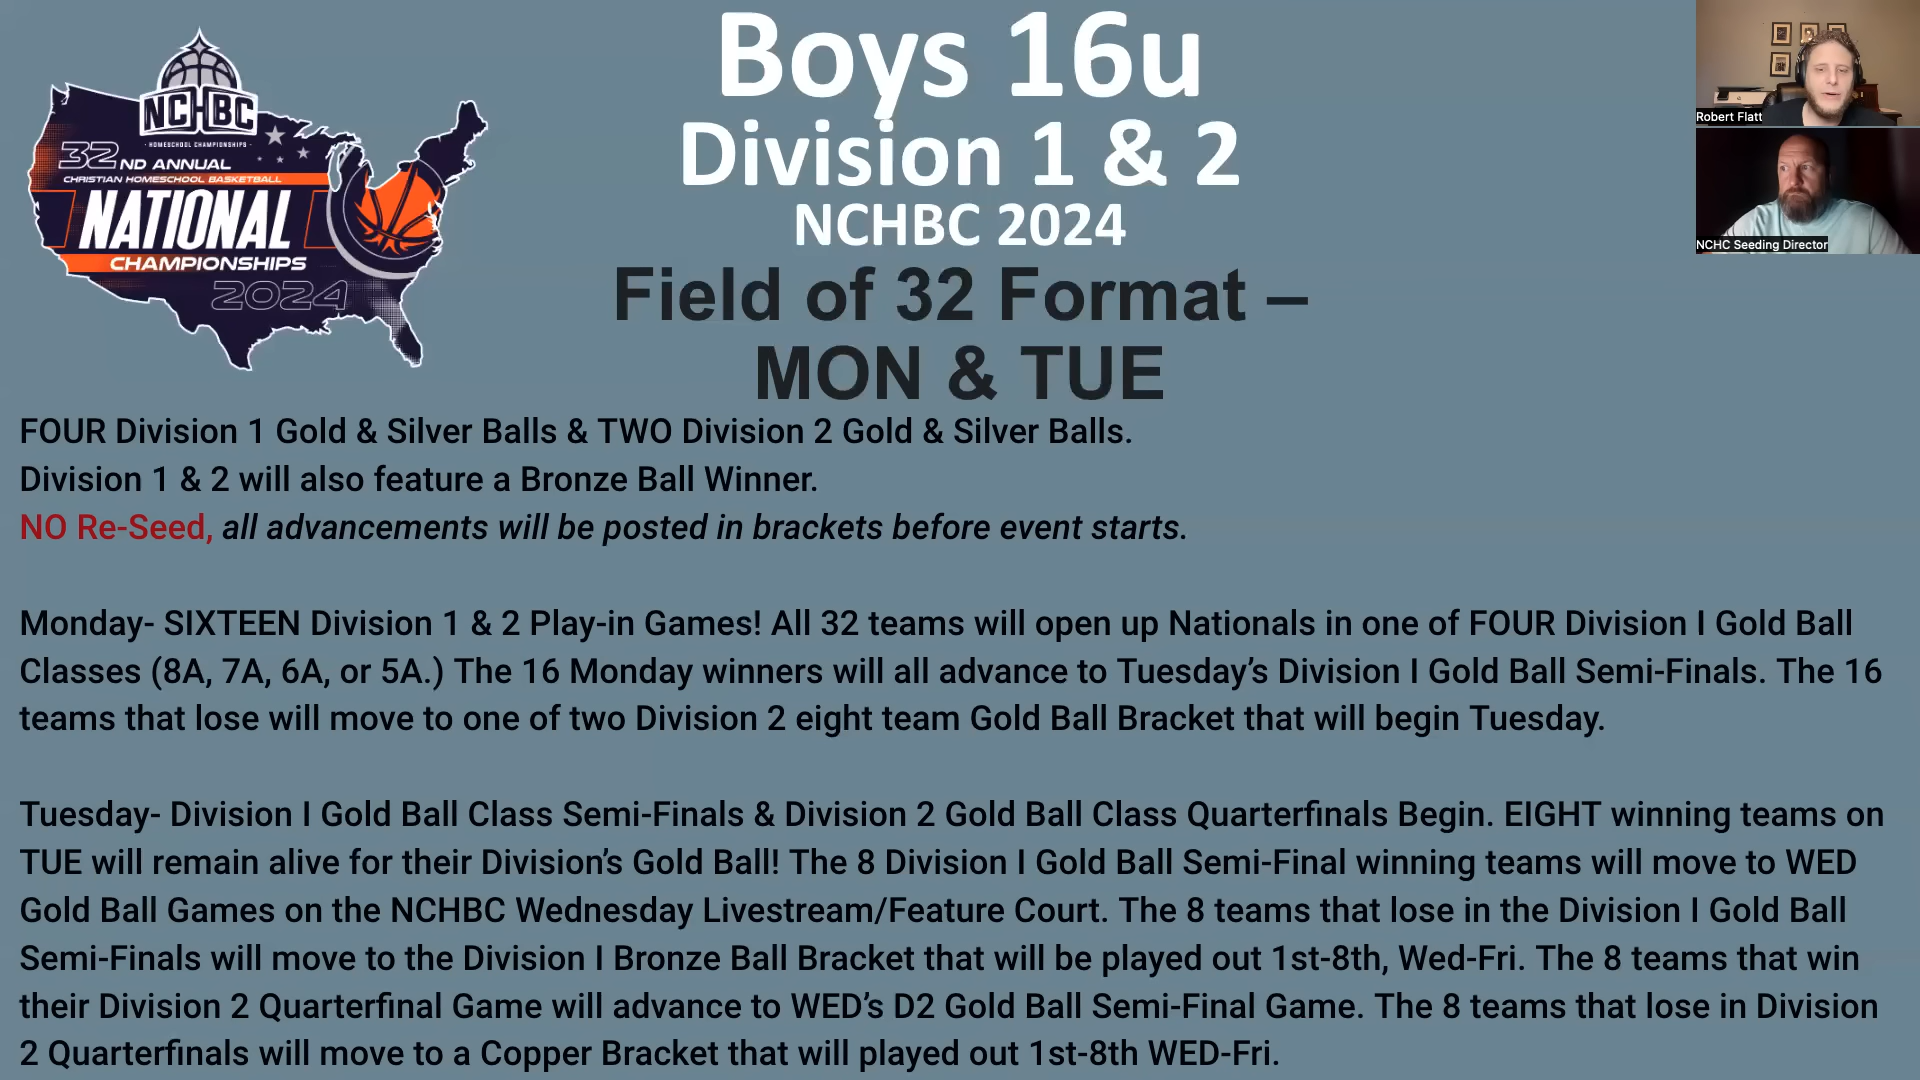 Boys 16u
Division 1 & 2
NCHBC 2024
Field of 32 Format –
MON & TUE
NCHBC
- HOMESCHOOL CHAMPIONSHIPS -
32ND ANNUAL
CHRISTIAN HOMESCHOOL BASKETBALL
NATIONAL
CHAMPIONSHIPS
2024
Robert Flatt
NCHC Seeding Director
FOUR Division 1 Gold & Silver Balls & TWO Division 2 Gold & Silver Balls.
Division 1 & 2 will also feature a Bronze Ball Winner.
NO Re-Seed, all advancements will be posted in brackets before event starts.
Monday- SIXTEEN Division 1 & 2 Play-in Games! All 32 teams will open up Nationals in one of FOUR Division I Gold Ball
Classes (8A, 7A, 6A, or 5A.) The 16 Monday winners will all advance to Tuesday’s Division I Gold Ball Semi-Finals. The 16
teams that lose will move to one of two Division 2 eight team Gold Ball Bracket that will begin Tuesday.
Tuesday- Division I Gold Ball Class Semi-Finals & Division 2 Gold Ball Class Quarterfinals Begin. EIGHT winning teams on
TUE will remain alive for their Division’s Gold Ball! The 8 Division I Gold Ball Semi-Final winning teams will move to WED
Gold Ball Games on the NCHBC Wednesday Livestream/Feature Court. The 8 teams that lose in the Division I Gold Ball
Semi-Finals will move to the Division I Bronze Ball Bracket that will be played out 1st-8th, Wed-Fri. The 8 teams that win
their Division 2 Quarterfinal Game will advance to WED’s D2 Gold Ball Semi-Final Game. The 8 teams that lose in Division
2 Quarterfinals will move to a Copper Bracket that will played out 1st-8th WED-Fri.